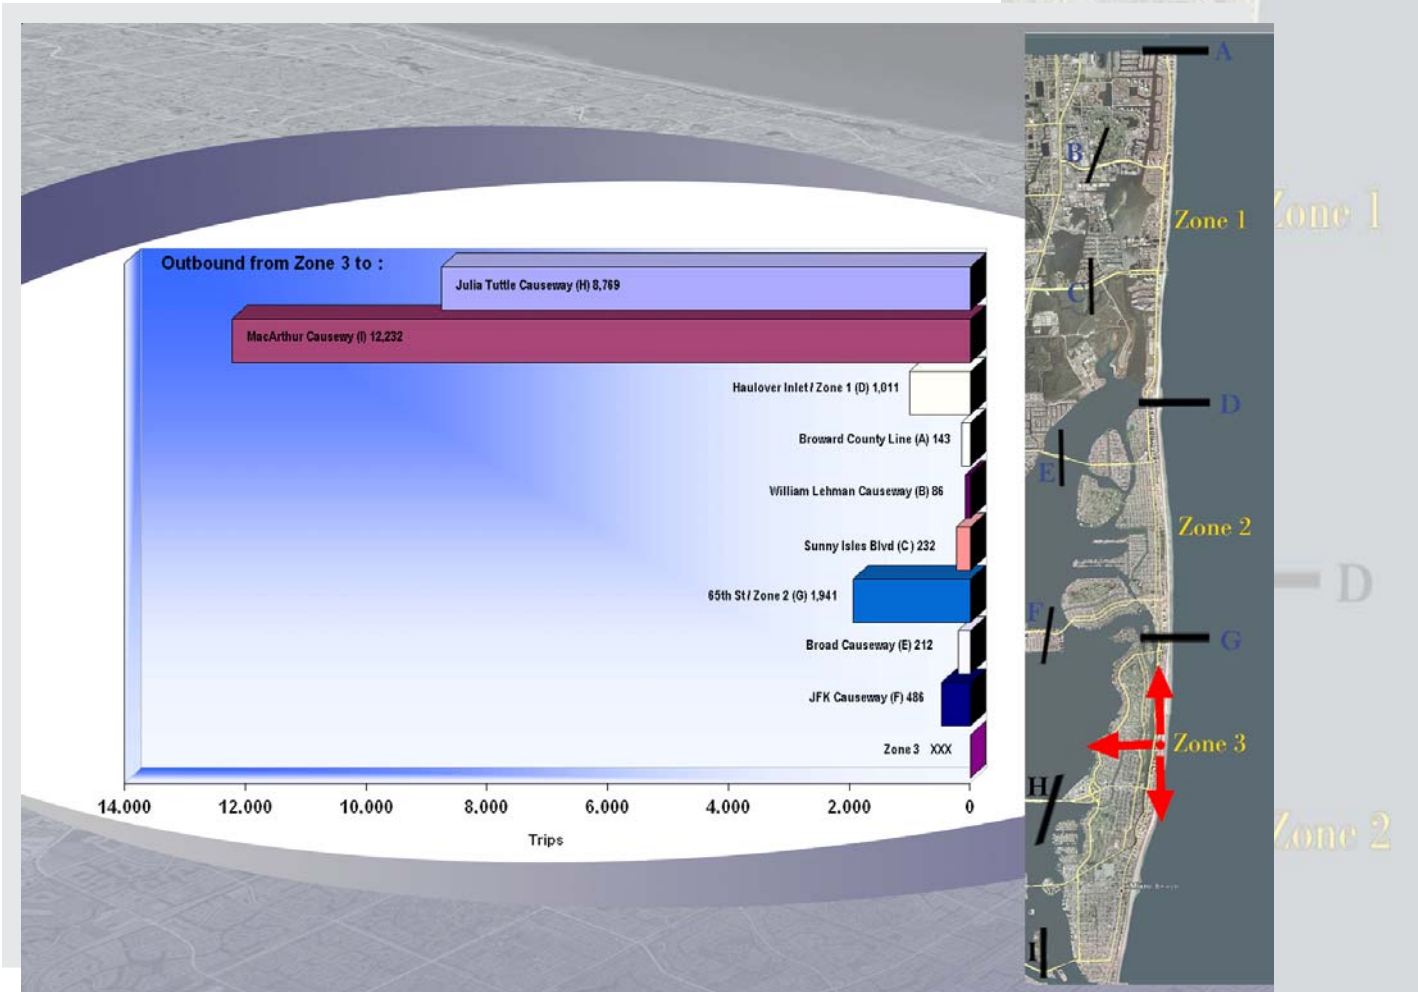 Outbound from Zone 3 to :
Julia Tuttle Causeway (H) 8,769
MacArthur Causewy (I) 12,232
Haulover Inlet / Zone 1 (D) 1,011
Broward County Line (A) 143
William Lehman Causeway (B) 86
Sunny Isles Blvd (C ) 232
65th St / Zone 2 (G) 1,941
Broad Causeway (E) 212
JFK Causeway (F) 486
Zone 3 XXX
14.000 12.000 10.000 8.000 6.000 4.000 2.000 0
Trips
A
B
Zone 1
C
D
E
Zone 2
F
G
Zone 3
H
I
Zone 1
D
Zone 2